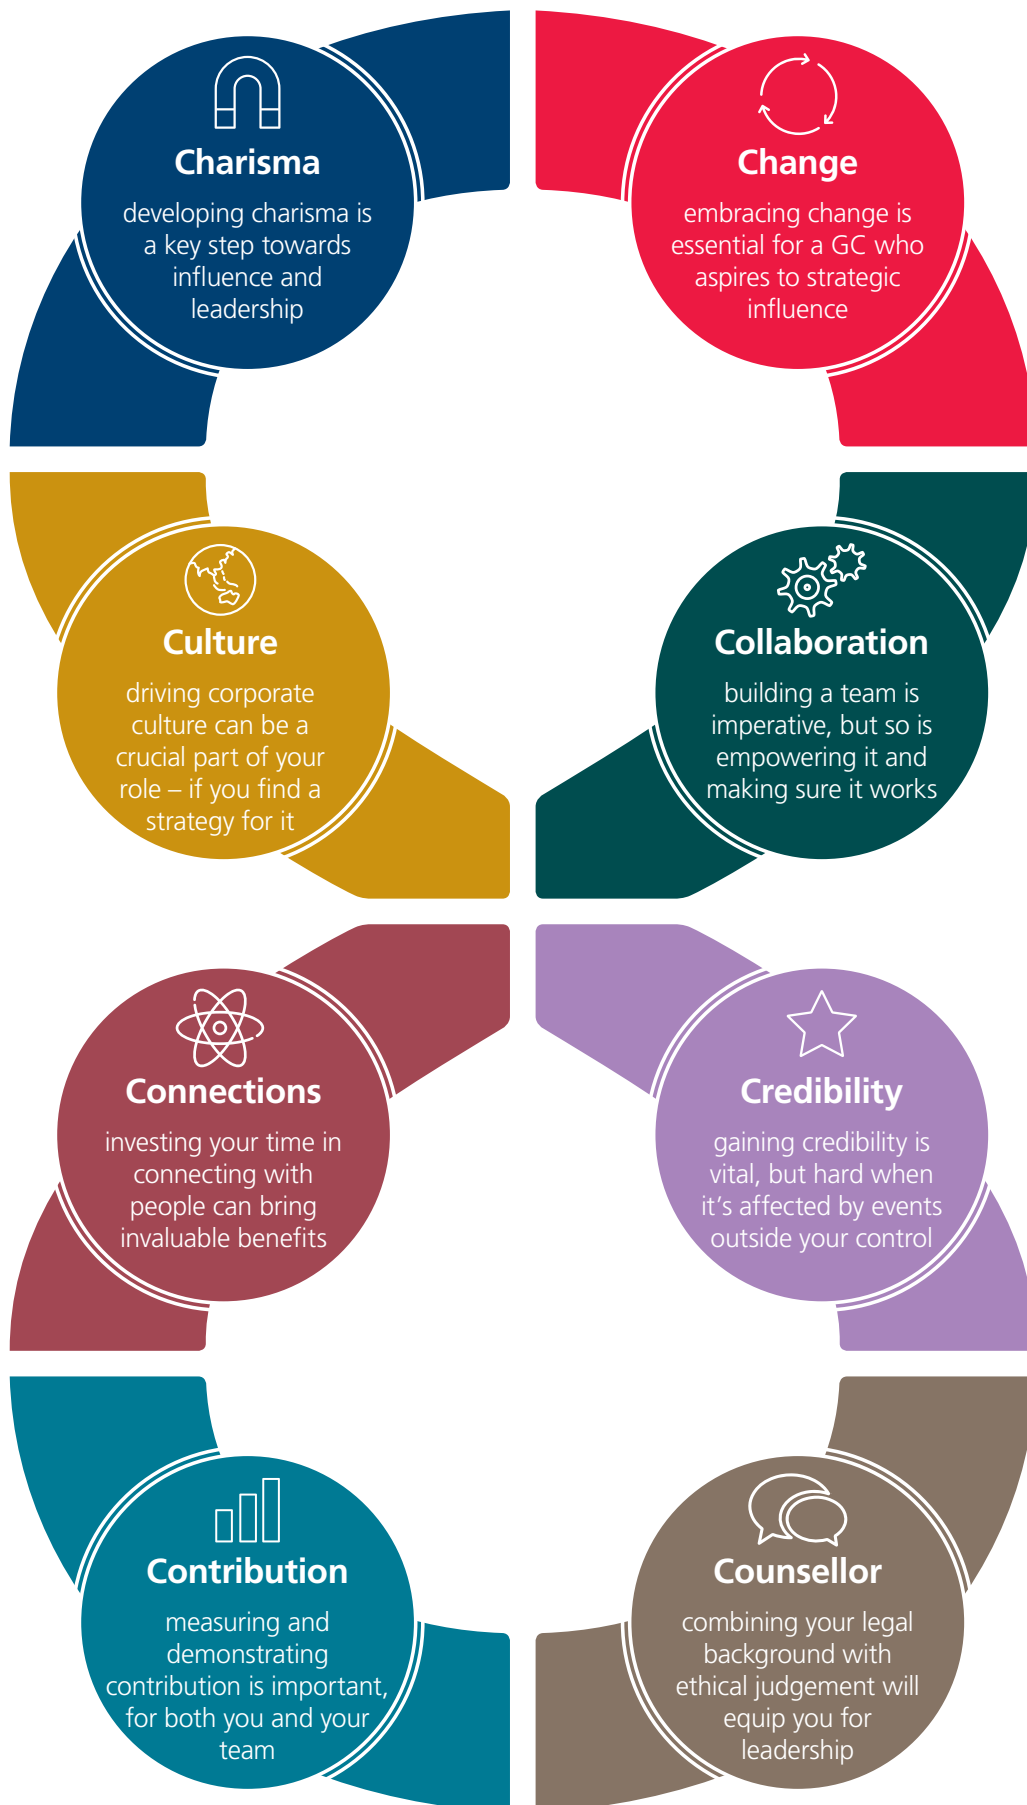 Charisma
developing charisma is
a key step towards
influence and
leadership
Change
embracing change is
essential for a GC who
aspires to strategic
influence
Culture
driving corporate
culture can be a
crucial part of your
role – if you find a
strategy for it
Collaboration
building a team is
imperative, but so is
empowering it and
making sure it works
Connections
investing your time in
connecting with
people can bring
invaluable benefits
Credibility
gaining credibility is
vital, but hard when
it’s affected by events
outside your control
Contribution
measuring and
demonstrating
contribution is important,
for both you and your
team
Counsellor
combining your legal
background with
ethical judgement will
equip you for
leadership